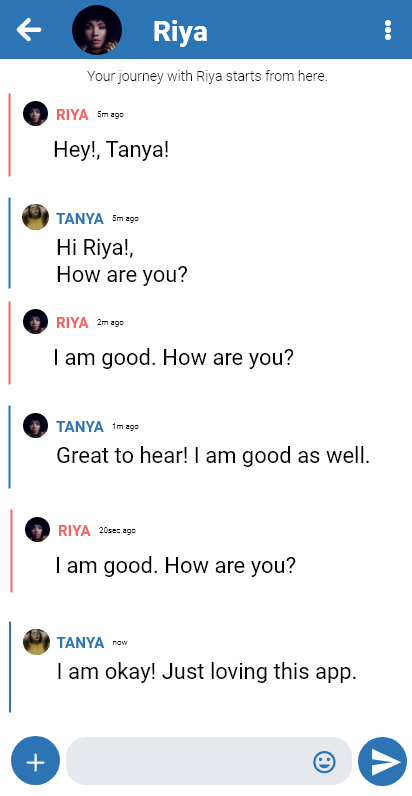 Riya
Your journey with Riya starts from here.
RIYA 5m ago
Hey!, Tanya!
TANYA 5m ago
Hi Riya!,
How are you?
RIYA 2m ago
I am good. How are you?
TANYA 1m ago
Great to hear! I am good as well.
RIYA 20sec ago
I am good. How are you?
TANYA now
I am okay! Just loving this app.